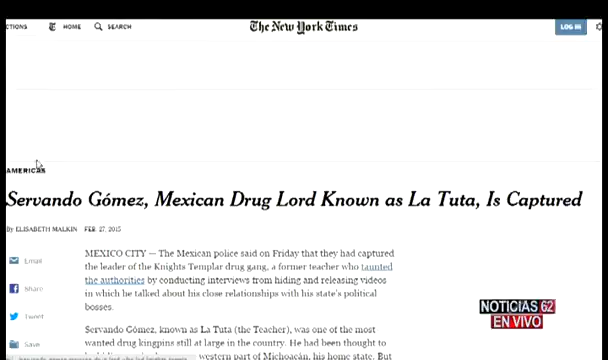 CTIONS HOME SEARCH The New York Times LOG IN
AMERICAS
Servando Gómez, Mexican Drug Lord Known as La Tuta, Is Captured
By ELISABETH MALKIN FEB. 27, 2015
MEXICO CITY — The Mexican police said on Friday that they had captured
Email
the leader of the Knights Templar drug gang, a former teacher who taunted
the authorities by conducting interviews from hiding and releasing videos
Share
in which he talked about his close relationships with his state's political
bosses.
Tweet
Servando Gómez, known as La Tuta (the Teacher), was one of the most
Save
wanted drug kingpins still at large in the country. He had been thought to
western part of Michoacán, his home state. But
NOTICIAS 62
EN VIVO